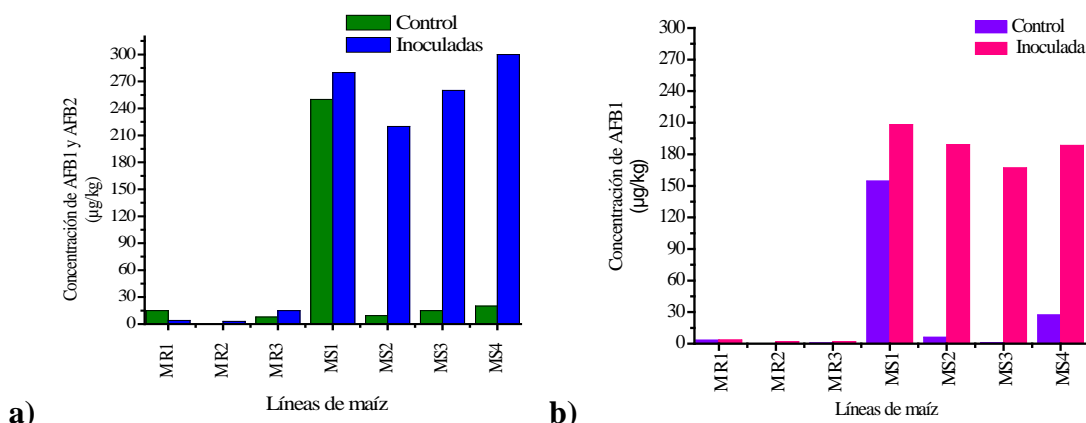 Control
Inoculadas
Concentración de AFB1 y AFB2
(µg/kg)
300
270
240
210
180
150
120
90
60
30
0
MR1
MR2
MR3
MS1
MS2
MS3
MS4
Líneas de maíz
a)
Control
Inoculada
Concentración de AFB1
(µg/kg)
300
270
240
210
180
150
120
90
60
30
0
MR1
MR2
MR3
MS1
MS2
MS3
MS4
Líneas de maíz
b)